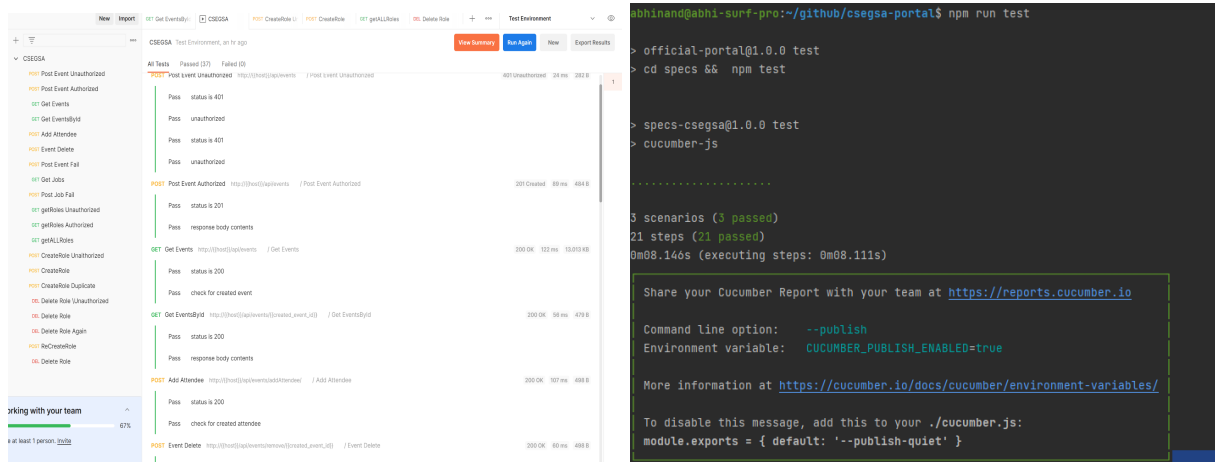 New Import
GET Get EventsByI
CSEGSA
POST CreateRole U
POST CreateRole
GET getALLRoles
DEL Delete Role
Test Environment
CSEGSA
POST Post Event Unauthorized
POST Post Event Authorized
GET Get Events
GET Get EventsById
POST Add Attendee
POST Event Delete
POST Post Event Fail
GET Get Jobs
POST Post Job Fail
GET getRoles Unauthorized
GET getRoles Authorized
GET getALLRoles
POST CreateRole Unaithorized
POST CreateRole
POST CreateRole Duplicate
DEL Delete Role \Unauthorized
DEL Delete Role
DEL Delete Role Again
POST ReCreateRole
DEL Delete Role
orking with your team
67%
e at least 1 person. Invite
CSEGSA Test Environment, an hr ago
View Summary Run Again New Export Results
All Tests Passed (37) Failed (0)
1
POST Post Event Unauthorized http://{{host}}/api/events / Post Event Unauthorized 401 Unauthorized 24 ms 282 B
Pass status is 401
Pass unauthorized
Pass status is 401
Pass unauthorized
POST Post Event Authorized http://{{host}}/api/events / Post Event Authorized 201 Created 89 ms 484 B
Pass status is 201
Pass response body contents
GET Get Events http://{{host}}/api/events / Get Events 200 OK 122 ms 13.013 KB
Pass status is 200
Pass check for created event
GET Get EventsById http://{{host}}/api/events/{{created_event_id}} / Get EventsById 200 OK 56 ms 479 B
Pass status is 200
Pass response body contents
POST Add Attendee http://{{host}}/api/events/addAttendee/ / Add Attendee 200 OK 107 ms 498 B
Pass status is 200
Pass check for created attendee
POST Event Delete http://{{host}}/api/events/remove/{{created_event_id}} / Event Delete 200 OK 60 ms 498 B
abhinand@abhi-surf-pro:~/github/csegsa-portal$ npm run test
> official-portal@1.0.0 test
> cd specs && npm test
> specs-csegsa@1.0.0 test
> cucumber-js
.....................
3 scenarios (3 passed)
21 steps (21 passed)
0m08.146s (executing steps: 0m08.111s)
Share your Cucumber Report with your team at https://reports.cucumber.io
Command line option: --publish
Environment variable: CUCUMBER_PUBLISH_ENABLED=true
More information at https://cucumber.io/docs/cucumber/environment-variables/
To disable this message, add this to your ./cucumber.js:
module.exports = { default: '--publish-quiet' }